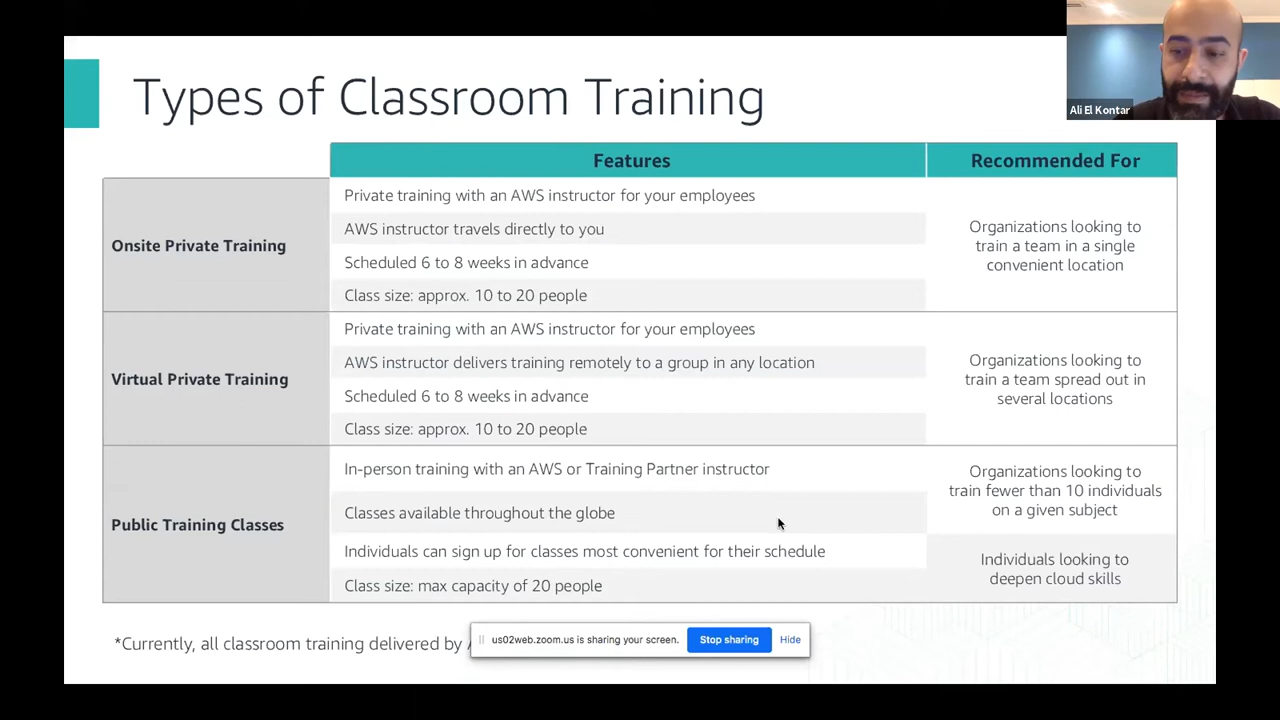 Types of Classroom Training
Ali El Kontar
Features
Recommended For
Onsite Private Training
Private training with an AWS instructor for your employees
AWS instructor travels directly to you
Scheduled 6 to 8 weeks in advance
Class size: approx. 10 to 20 people
Organizations looking to
train a team in a single
convenient location
Virtual Private Training
Private training with an AWS instructor for your employees
AWS instructor delivers training remotely to a group in any location
Scheduled 6 to 8 weeks in advance
Class size: approx. 10 to 20 people
Organizations looking to
train a team spread out in
several locations
Public Training Classes
In-person training with an AWS or Training Partner instructor
Classes available throughout the globe
Individuals can sign up for classes most convenient for their schedule
Class size: max capacity of 20 people
Organizations looking to
train fewer than 10 individuals
on a given subject
Individuals looking to
deepen cloud skills
*Currently, all classroom training delivered by
us02web.zoom.us is sharing your screen.
Stop sharing
Hide